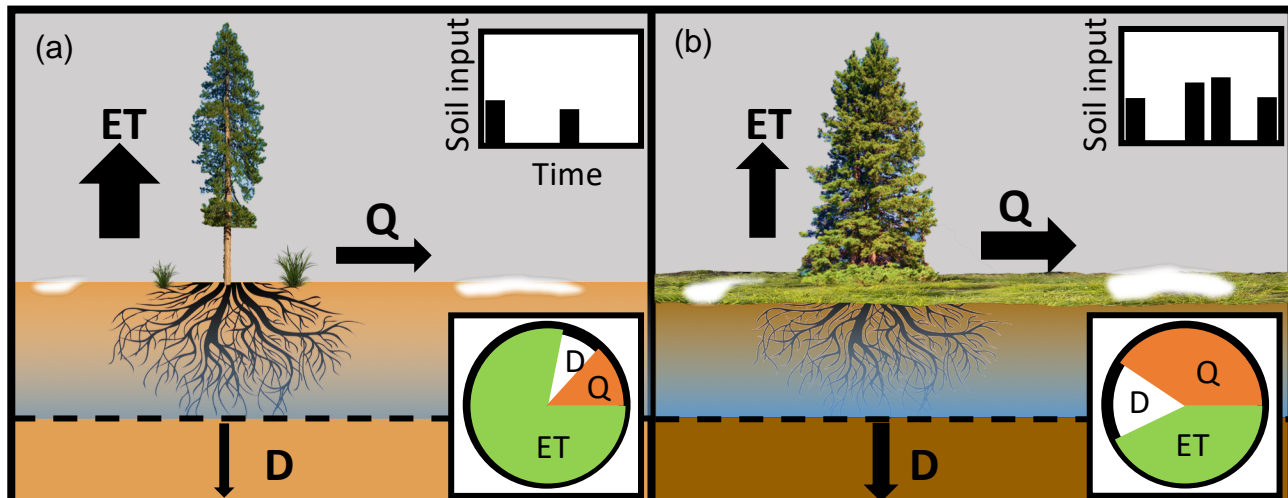 (a)
ET
Q
Soil input
Time
D
D
Q
ET
(b)
ET
Q
Soil input
D
Q
D
ET